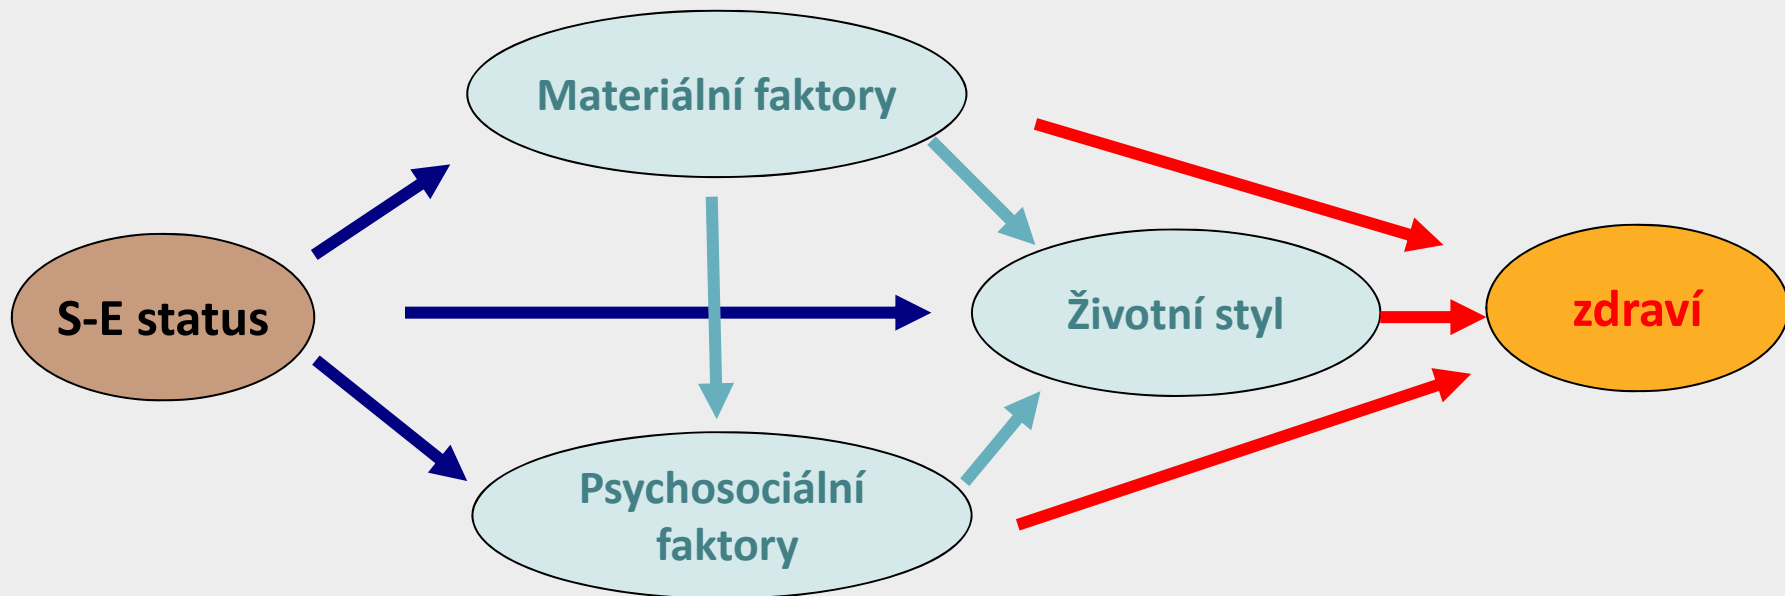 Materiální faktory
S-E status
Životní styl
zdraví
Psychosociální
faktory